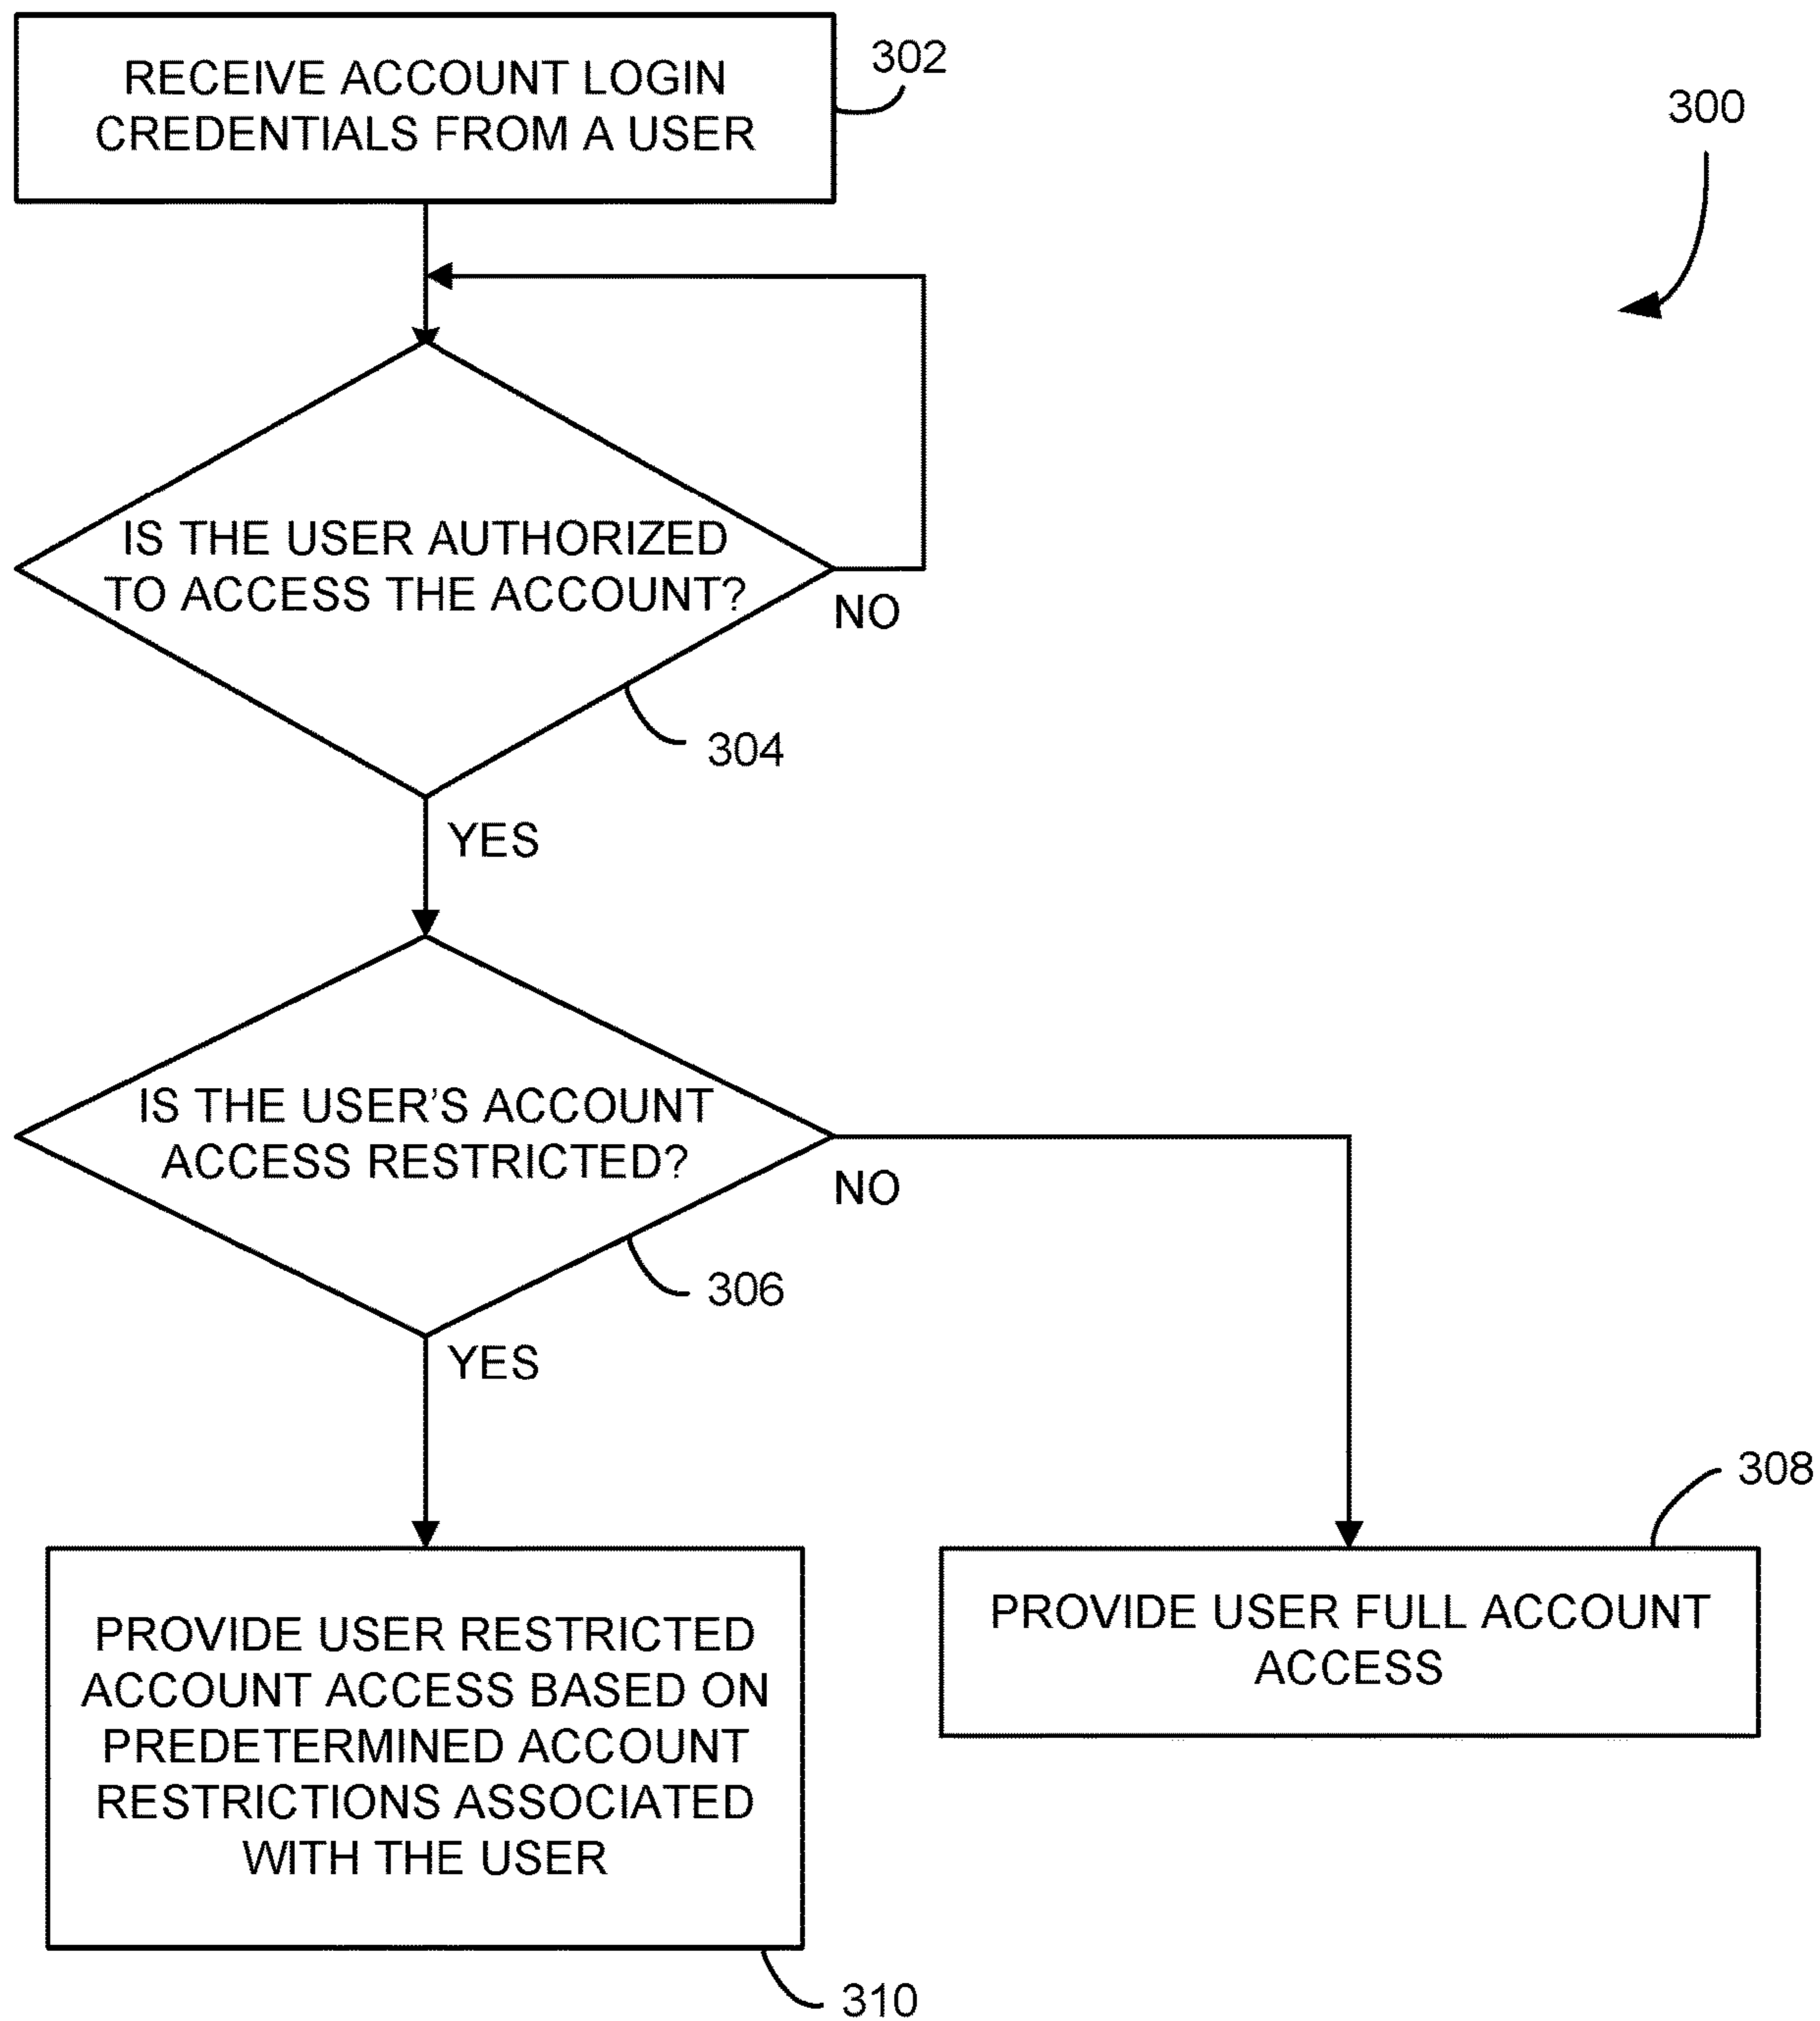 RECEIVE ACCOUNT LOGIN
CREDENTIALS FROM A USER
302
300
IS THE USER AUTHORIZED
TO ACCESS THE ACCOUNT?
NO
304
YES
IS THE USER’S ACCOUNT
ACCESS RESTRICTED?
NO
306
YES
308
PROVIDE USER FULL ACCOUNT
ACCESS
PROVIDE USER RESTRICTED
ACCOUNT ACCESS BASED ON
PREDETERMINED ACCOUNT
RESTRICTIONS ASSOCIATED
WITH THE USER
310